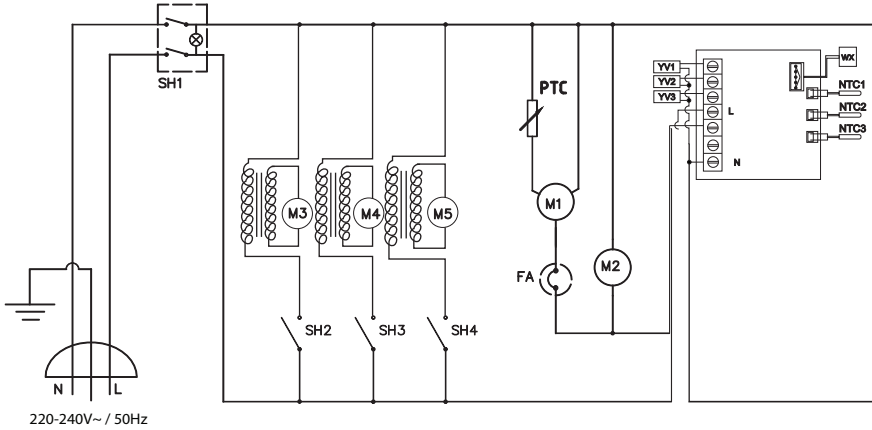 SH1
PTC
YV1
YV2
YV3
L
N
WX
NTC1
NTC2
NTC3
M3
M4
M5
M1
M2
FA
SH2
SH3
SH4
N
L
220-240V~ / 50Hz